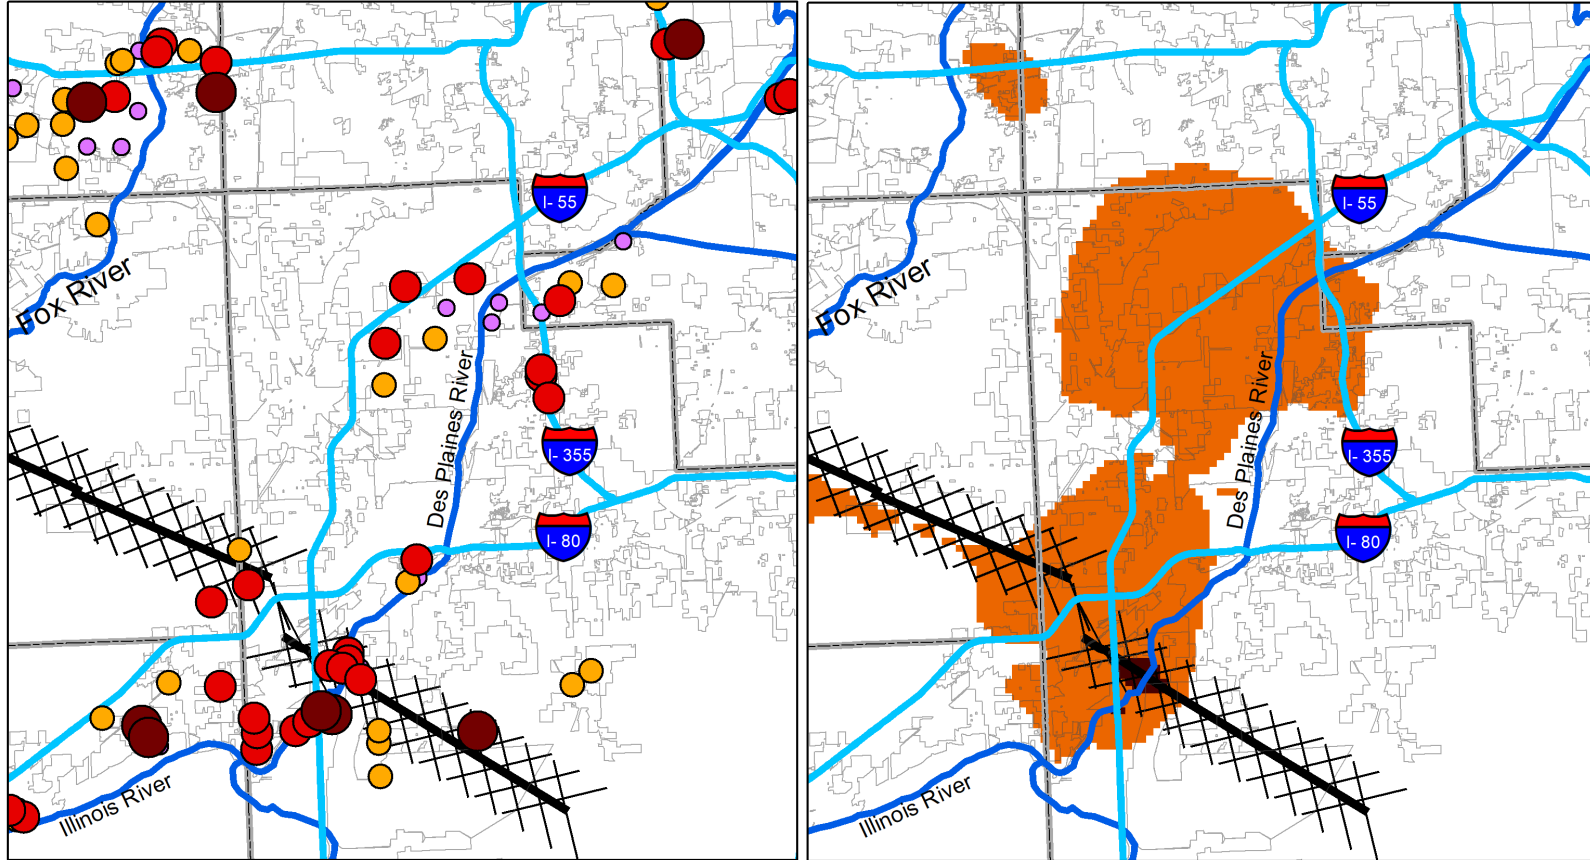 I- 55
Fox River
Des Plaines River
I- 355
I- 80
Illinois River
I- 55
Fox River
Des Plaines River
I- 355
I- 80
Illinois River